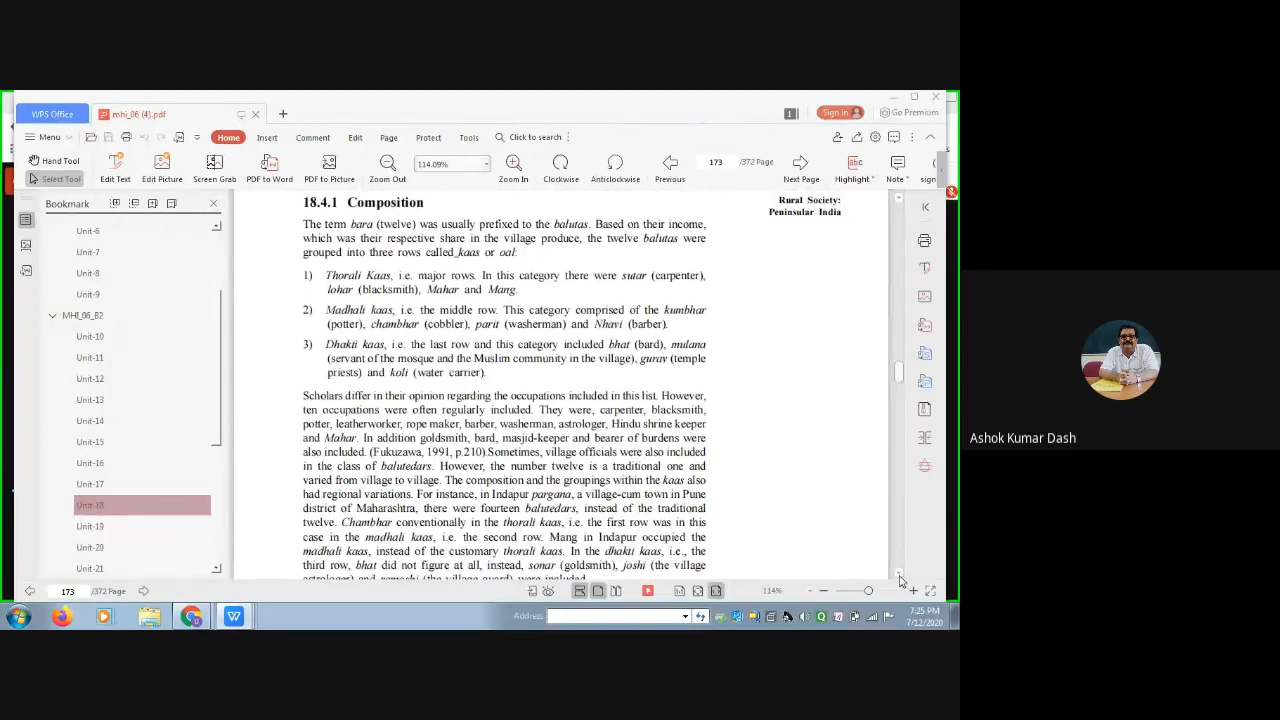 WPS Office
mhi_06 (4).pdf
1
Sign in
Go Premium
Menu
Home
Insert
Comment
Edit
Page
Protect
Tools
Click to search
Hand Tool
Select Tool
Edit Text
Edit Picture
Screen Grab
PDF to Word
PDF to Picture
Zoom Out
114.09%
Zoom In
Clockwise
Anticlockwise
Previous
173
/372 Page
Next Page
Highlight
Note
sign
Bookmark
Unit-6
Unit-7
Unit-8
Unit-9
MHI_06_B2
Unit-10
Unit-11
Unit-12
Unit-13
Unit-14
Unit-15
Unit-16
Unit-17
Unit-18
Unit-19
Unit-20
Unit-21
Rural Society:
Peninsular India
18.4.1 Composition
The term bara (twelve) was usually prefixed to the balutas. Based on their income,
which was their respective share in the village produce, the twelve balutas were
grouped into three rows called kaas or oal:
1) Thorali Kaas, i.e. major rows. In this category there were sutar (carpenter),
lohar (blacksmith), Mahar and Mang.
2) Madhali kaas, i.e. the middle row. This category comprised of the kumbhar
(potter), chambhar (cobbler), parit (washerman) and Nhavi (barber).
3) Dhakti kaas, i.e. the last row and this category included bhat (bard), mulana
(servant of the mosque and the Muslim community in the village), gurav (temple
priests) and koli (water carrier).
Scholars differ in their opinion regarding the occupations included in this list. However,
ten occupations were often regularly included. They were, carpenter, blacksmith,
potter, leatherworker, rope maker, barber, washerman, astrologer, Hindu shrine keeper
and Mahar. In addition goldsmith, bard, masjid-keeper and bearer of burdens were
also included. (Fukuzawa, 1991, p.210).Sometimes, village officials were also included
in the class of balutedars. However, the number twelve is a traditional one and
varied from village to village. The composition and the groupings within the kaas also
had regional variations. For instance, in Indapur pargana, a village-cum town in Pune
district of Maharashtra, there were fourteen balutedars, instead of the traditional
twelve. Chambhar conventionally in the thorali kaas, i.e. the first row was in this
case in the madhali kaas, i.e. the second row. Mang in Indapur occupied the
madhali kaas, instead of the customary thorali kaas. In the dhakti kaas, i.e., the
third row, bhat did not figure at all, instead, sonar (goldsmith), joshi (the village
astrologer) and ramoshi (the village guard) were included.
173
/372 Page
114%
Address
7:25 PM
7/12/2020
Ashok Kumar Dash